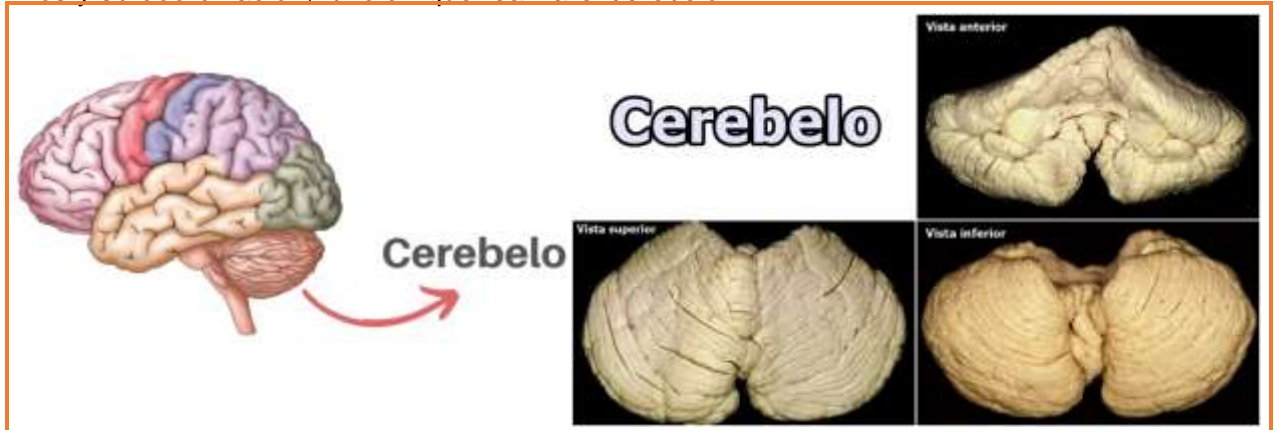 Cerebelo
Vista anterior
Cerebelo
Vista superior
Vista inferior